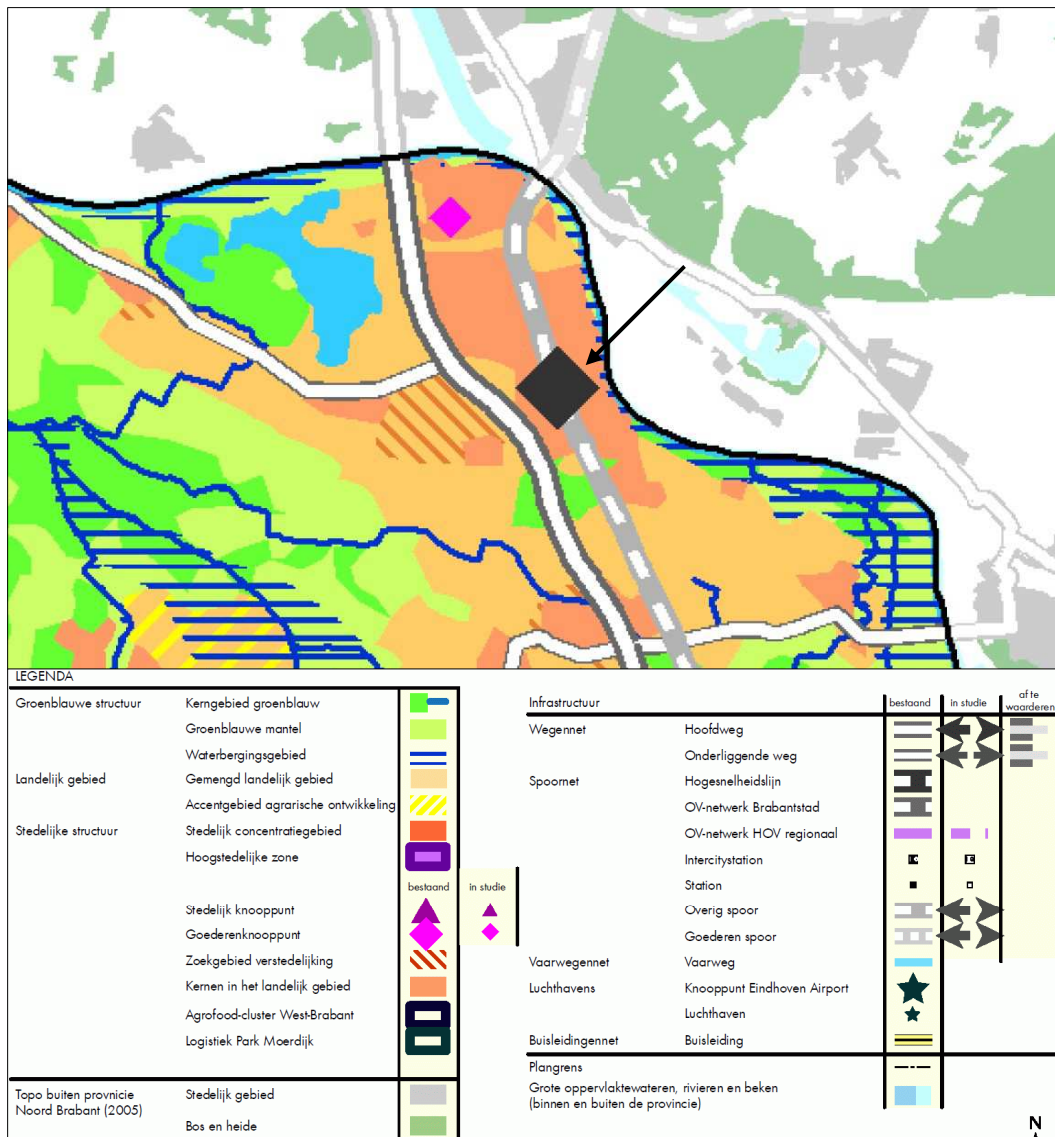 LEGENDA
Groenblauwe structuur Kerngebied groenblauw
Groenblauwe mantel
Waterbergingsgebied
Landelijk gebied Gemengd landelijk gebied
Accentgebied agrarische ontwikkeling
Stedelijke structuur Stedelijk concentratiegebied
Hoogstedelijke zone
bestaand in studie
Stedelijk knooppunt
Goederenknooppunt
Zoekgebied verstedelijking
Kernen in het landelijk gebied
Agrofood-cluster West-Brabant
Logistiek Park Moerdijk
Topo buiten provnicie Stedelijk gebied
Noord Brabant (2005)
Bos en heide
af te
Infrastructuur bestaand in studie waarderen
Wegennet Hoofdweg
Onderliggende weg
Spoornet Hogesnelheidslijn
OV-netwerk Brabantstad
OV-netwerk HOV regionaal
Intercitystation
Station
Overig spoor
Goederen spoor
Vaarwegennet Vaarweg
Luchthavens Knooppunt Eindhoven Airport
Luchthaven
Buisleidingennet Buisleiding
Plangrens
Grote oppervlaktewateren, rivieren en beken
(binnen en buiten de provincie)
N